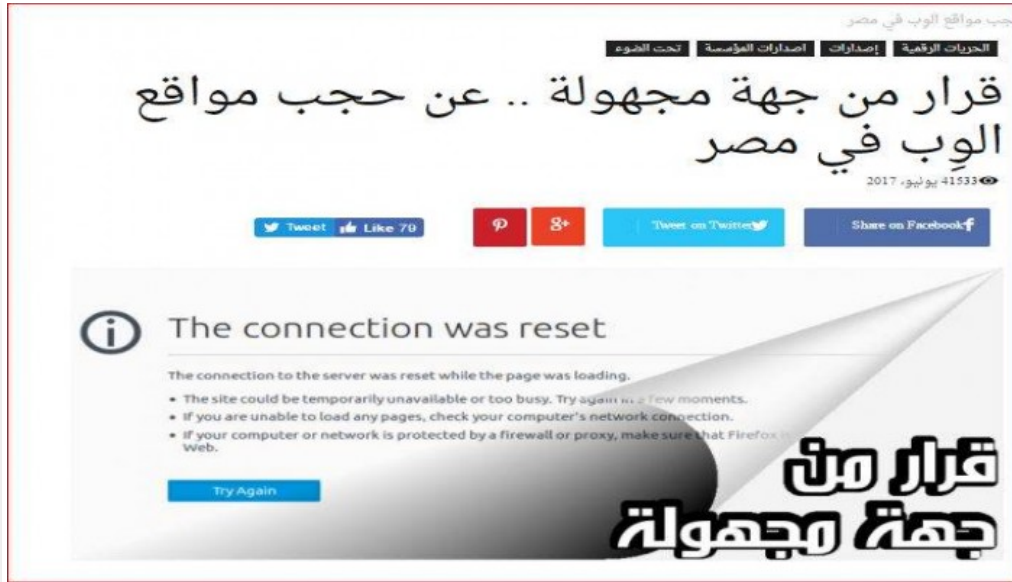 جب مواقع الوب في مصر
الحريات الرقمية إصدارات اصدارات المؤسسة تحت الضوء
قرار من جهة مجهولة .. عن حجب مواقع
الوِب في مصر
41533 يونيو، 2017
Tweet Like 79 g+ Tweet on Twitter Share on Facebook
The connection was reset
The connection to the server was reset while the page was loading.
• The site could be temporarily unavailable or too busy. Try again in a few moments.
• If you are unable to load any pages, check your computer's network connection.
• If your computer or network is protected by a firewall or proxy, make sure that Firefox
Web.
Try Again
قرار من
جهة مجهولة